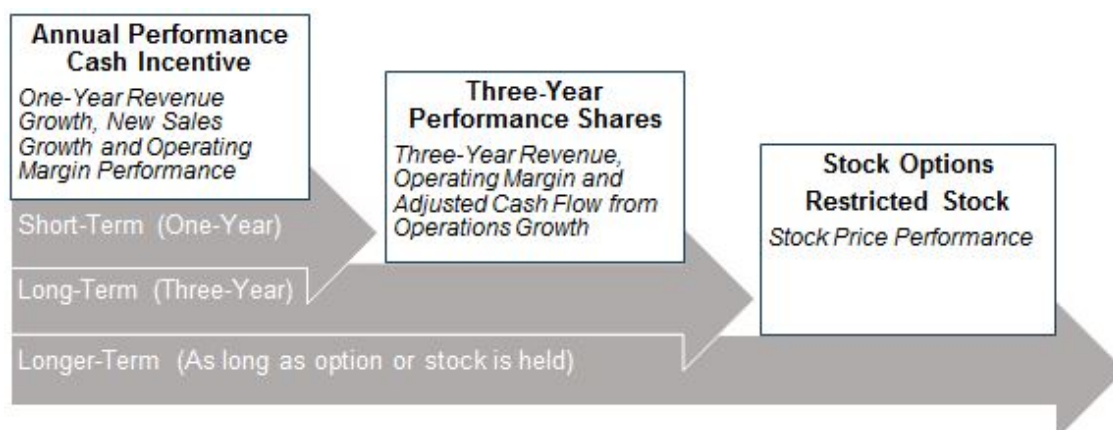 Annual Performance
Cash Incentive
One-Year Revenue
Growth, New Sales
Growth and Operating
Margin Performance
Short-Term (One-Year)
Three-Year
Performance Shares
Three-Year Revenue,
Operating Margin and
Adjusted Cash Flow from
Operations Growth
Long-Term (Three-Year)
Stock Options
Restricted Stock
Stock Price Performance
Longer-Term (As long as option or stock is held)